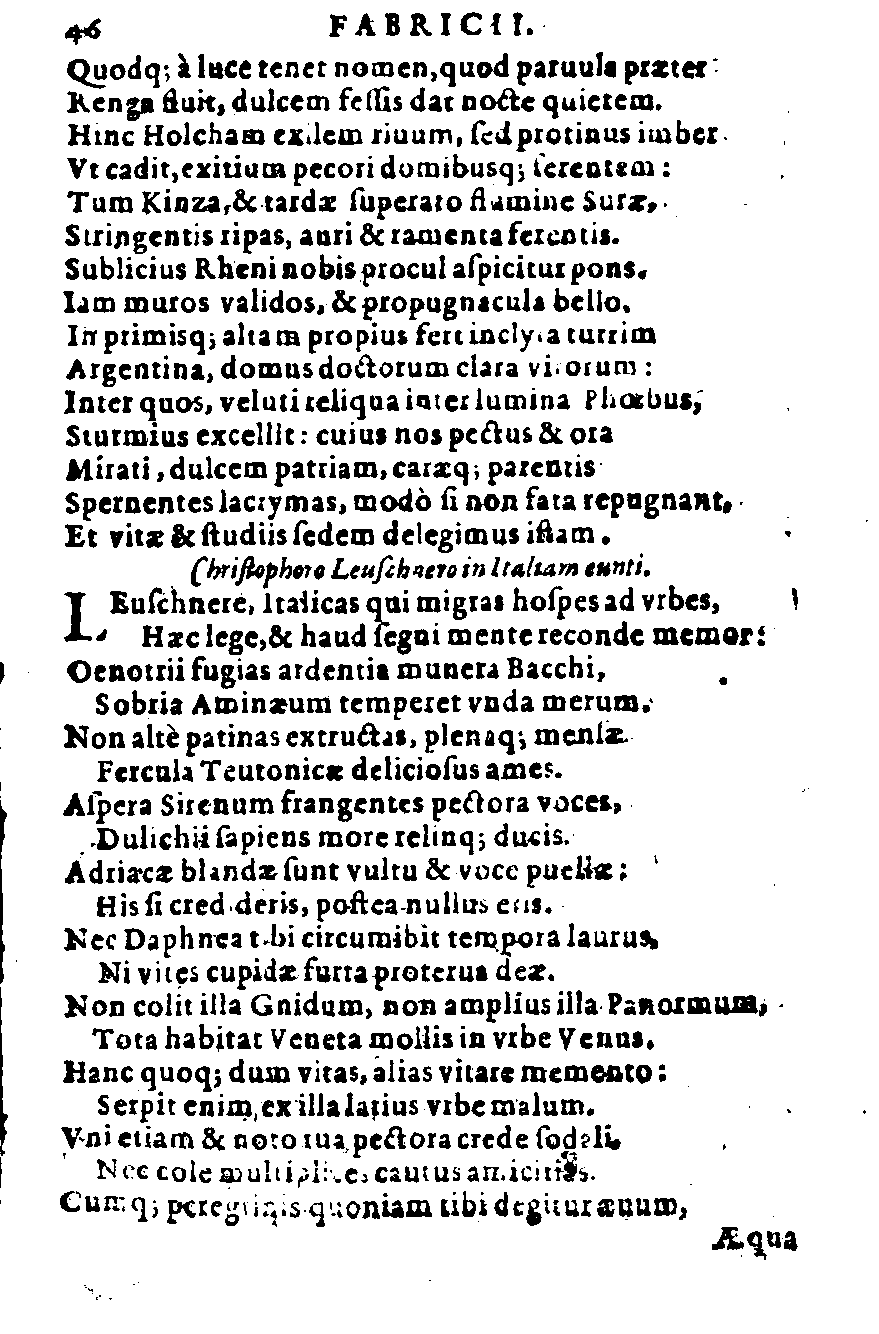 46 FABRICII.
Quodq; à luce tenet nomen, quod paruula præter
Renga fluit, dulcem feſſis dat nocte quietem.
Hinc Holcham exilem riuum, ſed protinus imber
Vt cadit, exitium pecori domibusq; ferentem:
Tum Kinza, & tardæ ſuperato flumine Suræ,
Stringentis ripas, auri & ramenta ferentis.
Sublicius Rheni nobis procul aſpicitur pons.
Iam muros validos, & propugnacula bello,
In primisq; altam propius fert inclyta turrim
Argentina, domus doctorum clara virorum:
Inter quos, veluti reliqua inter lumina Phœbus,
Sturmius excellit: cuius nos pectus & ora
Mirati, dulcem patriam, caræq; parentis
Spernentes lacrymas, modò ſi non fata repugnant,
Et vitæ & ſtudiis ſedem delegimus iſtam.
Chriſtophoro Leuſchnero in Italiam eunti.
LEuſchnere, Italicas qui migras hoſpes ad vrbes,
Hæc lege, & haud ſegni mente reconde memor:
Oenotrii fugias ardentia munera Bacchi,
Sobria Aminæum temperet vnda merum.
Non altè patinas extructas, plenaq; menſæ
Fercula Teutonicæ delicioſus ames.
Aſpera Sirenum frangentes pectora voces,
Dulichii ſapiens more relinq; ducis.
Adriacæ blandæ ſunt vultu & voce puellæ:
His ſi credideris, poſtea nullus eris.
Nec Daphnea tibi circumibit tempora laurus,
Ni vites cupidæ furta proterua deæ.
Non colit illa Gnidum, non amplius illa Panormum,
Tota habitat Veneta mollis in vrbe Venus.
Hanc quoq; dum vitas, alias vitare memento:
Serpit enim, ex illa latius vrbe malum.
Vni etiam & noto tua pectora crede ſodali,
Nec cole multiplices cautus amicitias.
Cumq; peregrinis quoniam tibi degitur æuum,
Æqua